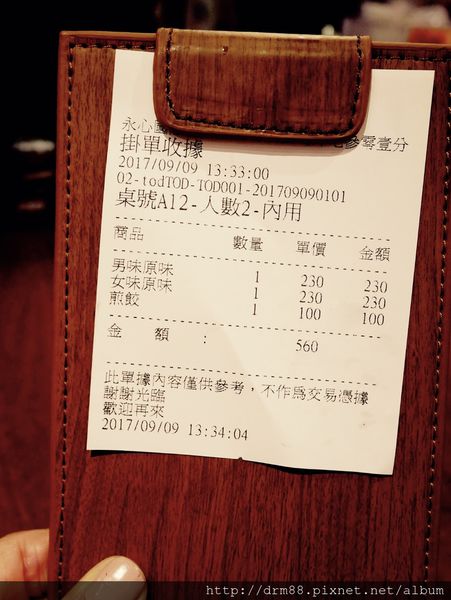 永心
參零壹分
掛單收據
2017/09/09 13:33:00
02-todTOD-TOD001-201709090101
桌號A12-人數2-內用
商品 數量 單價 金額
男味原味 1 230 230
女味原味 1 230 230
煎餃 1 100 100
金 額 : 560
此單據內容僅供參考，不作為交易憑據
謝謝光臨
歡迎再來
2017/09/09 13:34:04
http://drm88.pixnet.net/album